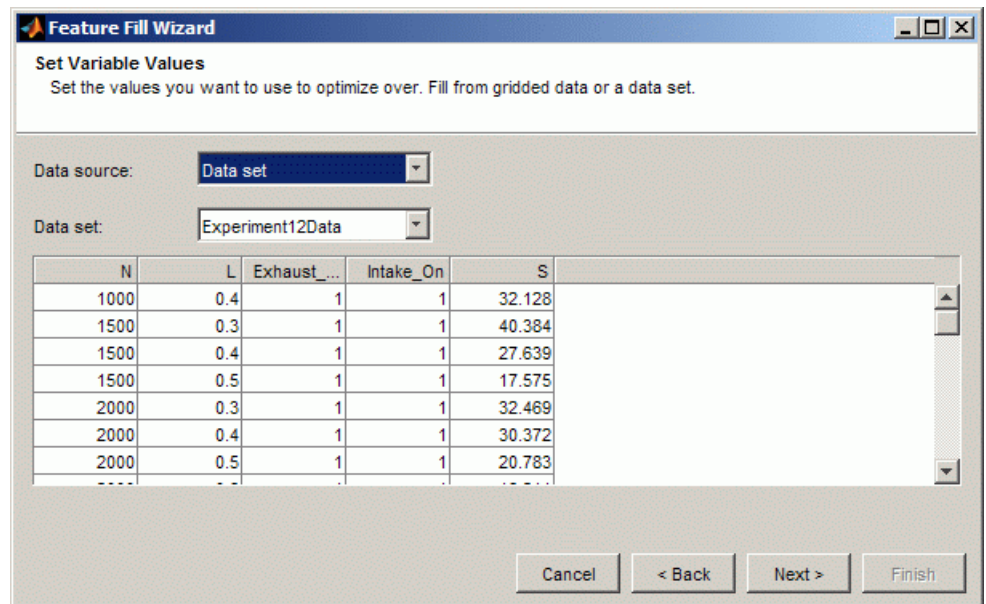 Feature Fill Wizard
Set Variable Values
Set the values you want to use to optimize over. Fill from gridded data or a data set.
Data source: Data set
Data set: Experiment12Data
N L Exhaust_... Intake_On S
1000 0.4 1 1 32.128
1500 0.3 1 1 40.384
1500 0.4 1 1 27.639
1500 0.5 1 1 17.575
2000 0.3 1 1 32.469
2000 0.4 1 1 30.372
2000 0.5 1 1 20.783
Cancel < Back Next > Finish